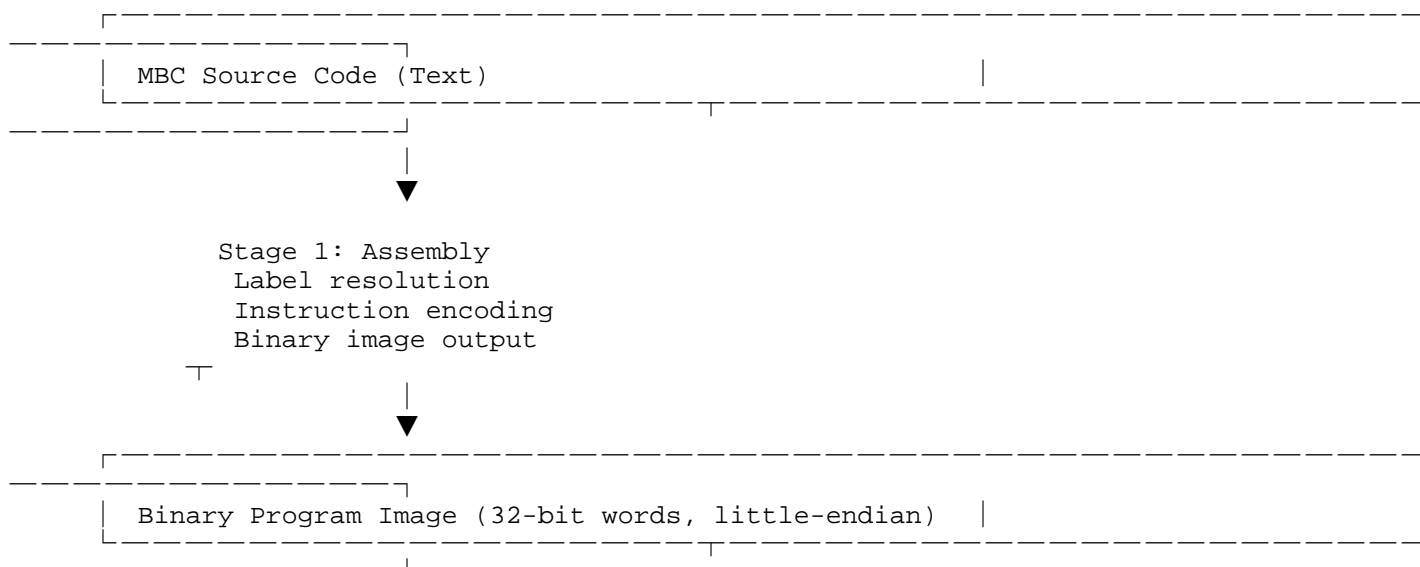 MBC Source Code (Text)
▼
Stage 1: Assembly
Label resolution
Instruction encoding
Binary image output
▼
Binary Program Image (32-bit words, little-endian)